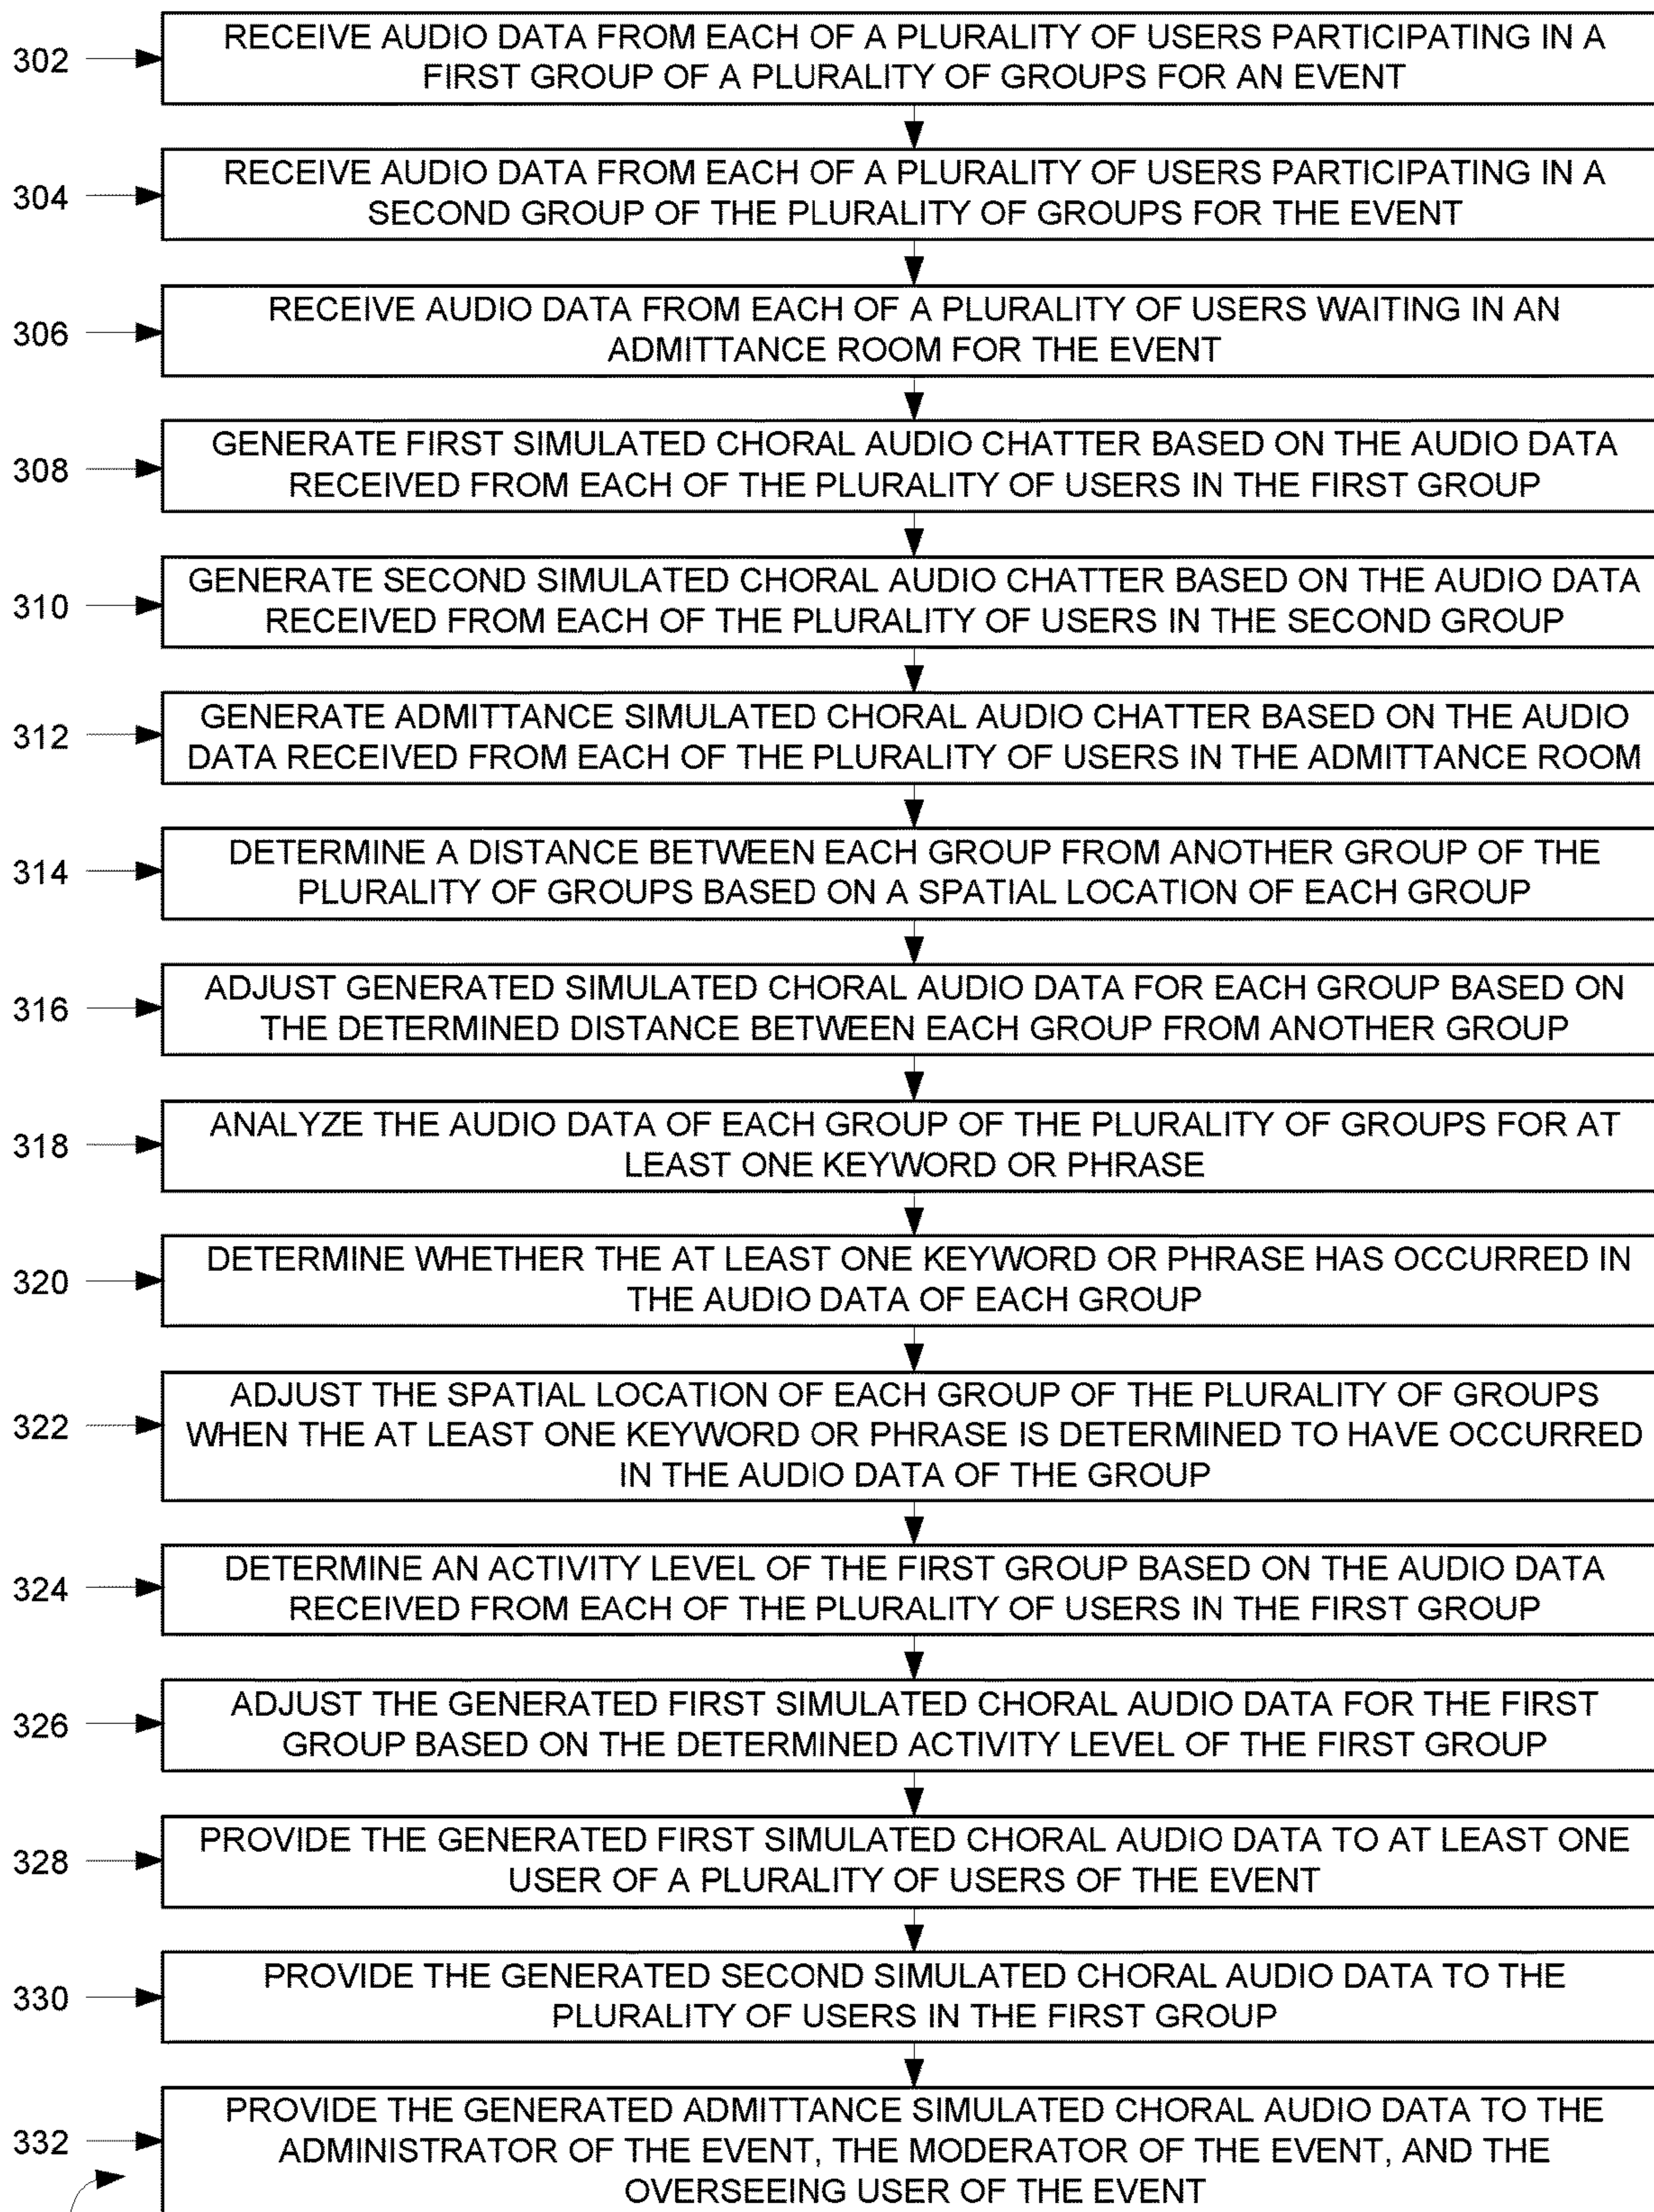 302
RECEIVE AUDIO DATA FROM EACH OF A PLURALITY OF USERS PARTICIPATING IN A
FIRST GROUP OF A PLURALITY OF GROUPS FOR AN EVENT
304
RECEIVE AUDIO DATA FROM EACH OF A PLURALITY OF USERS PARTICIPATING IN A
SECOND GROUP OF THE PLURALITY OF GROUPS FOR THE EVENT
306
RECEIVE AUDIO DATA FROM EACH OF A PLURALITY OF USERS WAITING IN AN
ADMITTANCE ROOM FOR THE EVENT
308
GENERATE FIRST SIMULATED CHORAL AUDIO CHATTER BASED ON THE AUDIO DATA
RECEIVED FROM EACH OF THE PLURALITY OF USERS IN THE FIRST GROUP
310
GENERATE SECOND SIMULATED CHORAL AUDIO CHATTER BASED ON THE AUDIO DATA
RECEIVED FROM EACH OF THE PLURALITY OF USERS IN THE SECOND GROUP
312
GENERATE ADMITTANCE SIMULATED CHORAL AUDIO CHATTER BASED ON THE AUDIO
DATA RECEIVED FROM EACH OF THE PLURALITY OF USERS IN THE ADMITTANCE ROOM
314
DETERMINE A DISTANCE BETWEEN EACH GROUP FROM ANOTHER GROUP OF THE
PLURALITY OF GROUPS BASED ON A SPATIAL LOCATION OF EACH GROUP
316
ADJUST GENERATED SIMULATED CHORAL AUDIO DATA FOR EACH GROUP BASED ON
THE DETERMINED DISTANCE BETWEEN EACH GROUP FROM ANOTHER GROUP
318
ANALYZE THE AUDIO DATA OF EACH GROUP OF THE PLURALITY OF GROUPS FOR AT
LEAST ONE KEYWORD OR PHRASE
320
DETERMINE WHETHER THE AT LEAST ONE KEYWORD OR PHRASE HAS OCCURRED IN
THE AUDIO DATA OF EACH GROUP
322
ADJUST THE SPATIAL LOCATION OF EACH GROUP OF THE PLURALITY OF GROUPS
WHEN THE AT LEAST ONE KEYWORD OR PHRASE IS DETERMINED TO HAVE OCCURRED
IN THE AUDIO DATA OF THE GROUP
324
DETERMINE AN ACTIVITY LEVEL OF THE FIRST GROUP BASED ON THE AUDIO DATA
RECEIVED FROM EACH OF THE PLURALITY OF USERS IN THE FIRST GROUP
326
ADJUST THE GENERATED FIRST SIMULATED CHORAL AUDIO DATA FOR THE FIRST
GROUP BASED ON THE DETERMINED ACTIVITY LEVEL OF THE FIRST GROUP
328
PROVIDE THE GENERATED FIRST SIMULATED CHORAL AUDIO DATA TO AT LEAST ONE
USER OF A PLURALITY OF USERS OF THE EVENT
330
PROVIDE THE GENERATED SECOND SIMULATED CHORAL AUDIO DATA TO THE
PLURALITY OF USERS IN THE FIRST GROUP
332
PROVIDE THE GENERATED ADMITTANCE SIMULATED CHORAL AUDIO DATA TO THE
ADMINISTRATOR OF THE EVENT, THE MODERATOR OF THE EVENT, AND THE
OVERSEEING USER OF THE EVENT